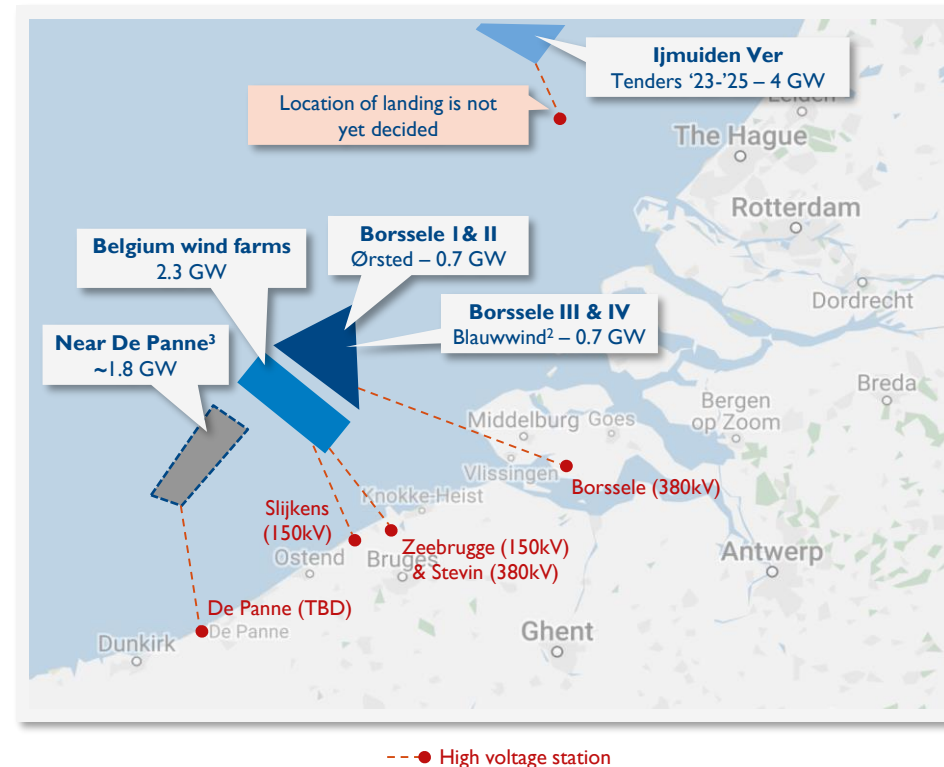 Ijmuiden Ver
Tenders ‘23-’25 – 4 GW
Location of landing is not
yet decided
Leiden
The Hague
Rotterdam
Dordrecht
Belgium wind farms
2.3 GW
Borssele I & II
Ørsted – 0.7 GW
Borssele III & IV
Blauwwind² – 0.7 GW
Near De Panne³
~1.8 GW
Breda
Bergen
op Zoom
Middelburg
Goes
Vlissingen
Borssele (380kV)
Knokke-Heist
Slijkens
(150kV)
Zeebrugge (150kV)
& Stevin (380kV)
Ostend
Bruges
Antwerp
De Panne (TBD)
De Panne
Dunkirk
Ghent
High voltage station